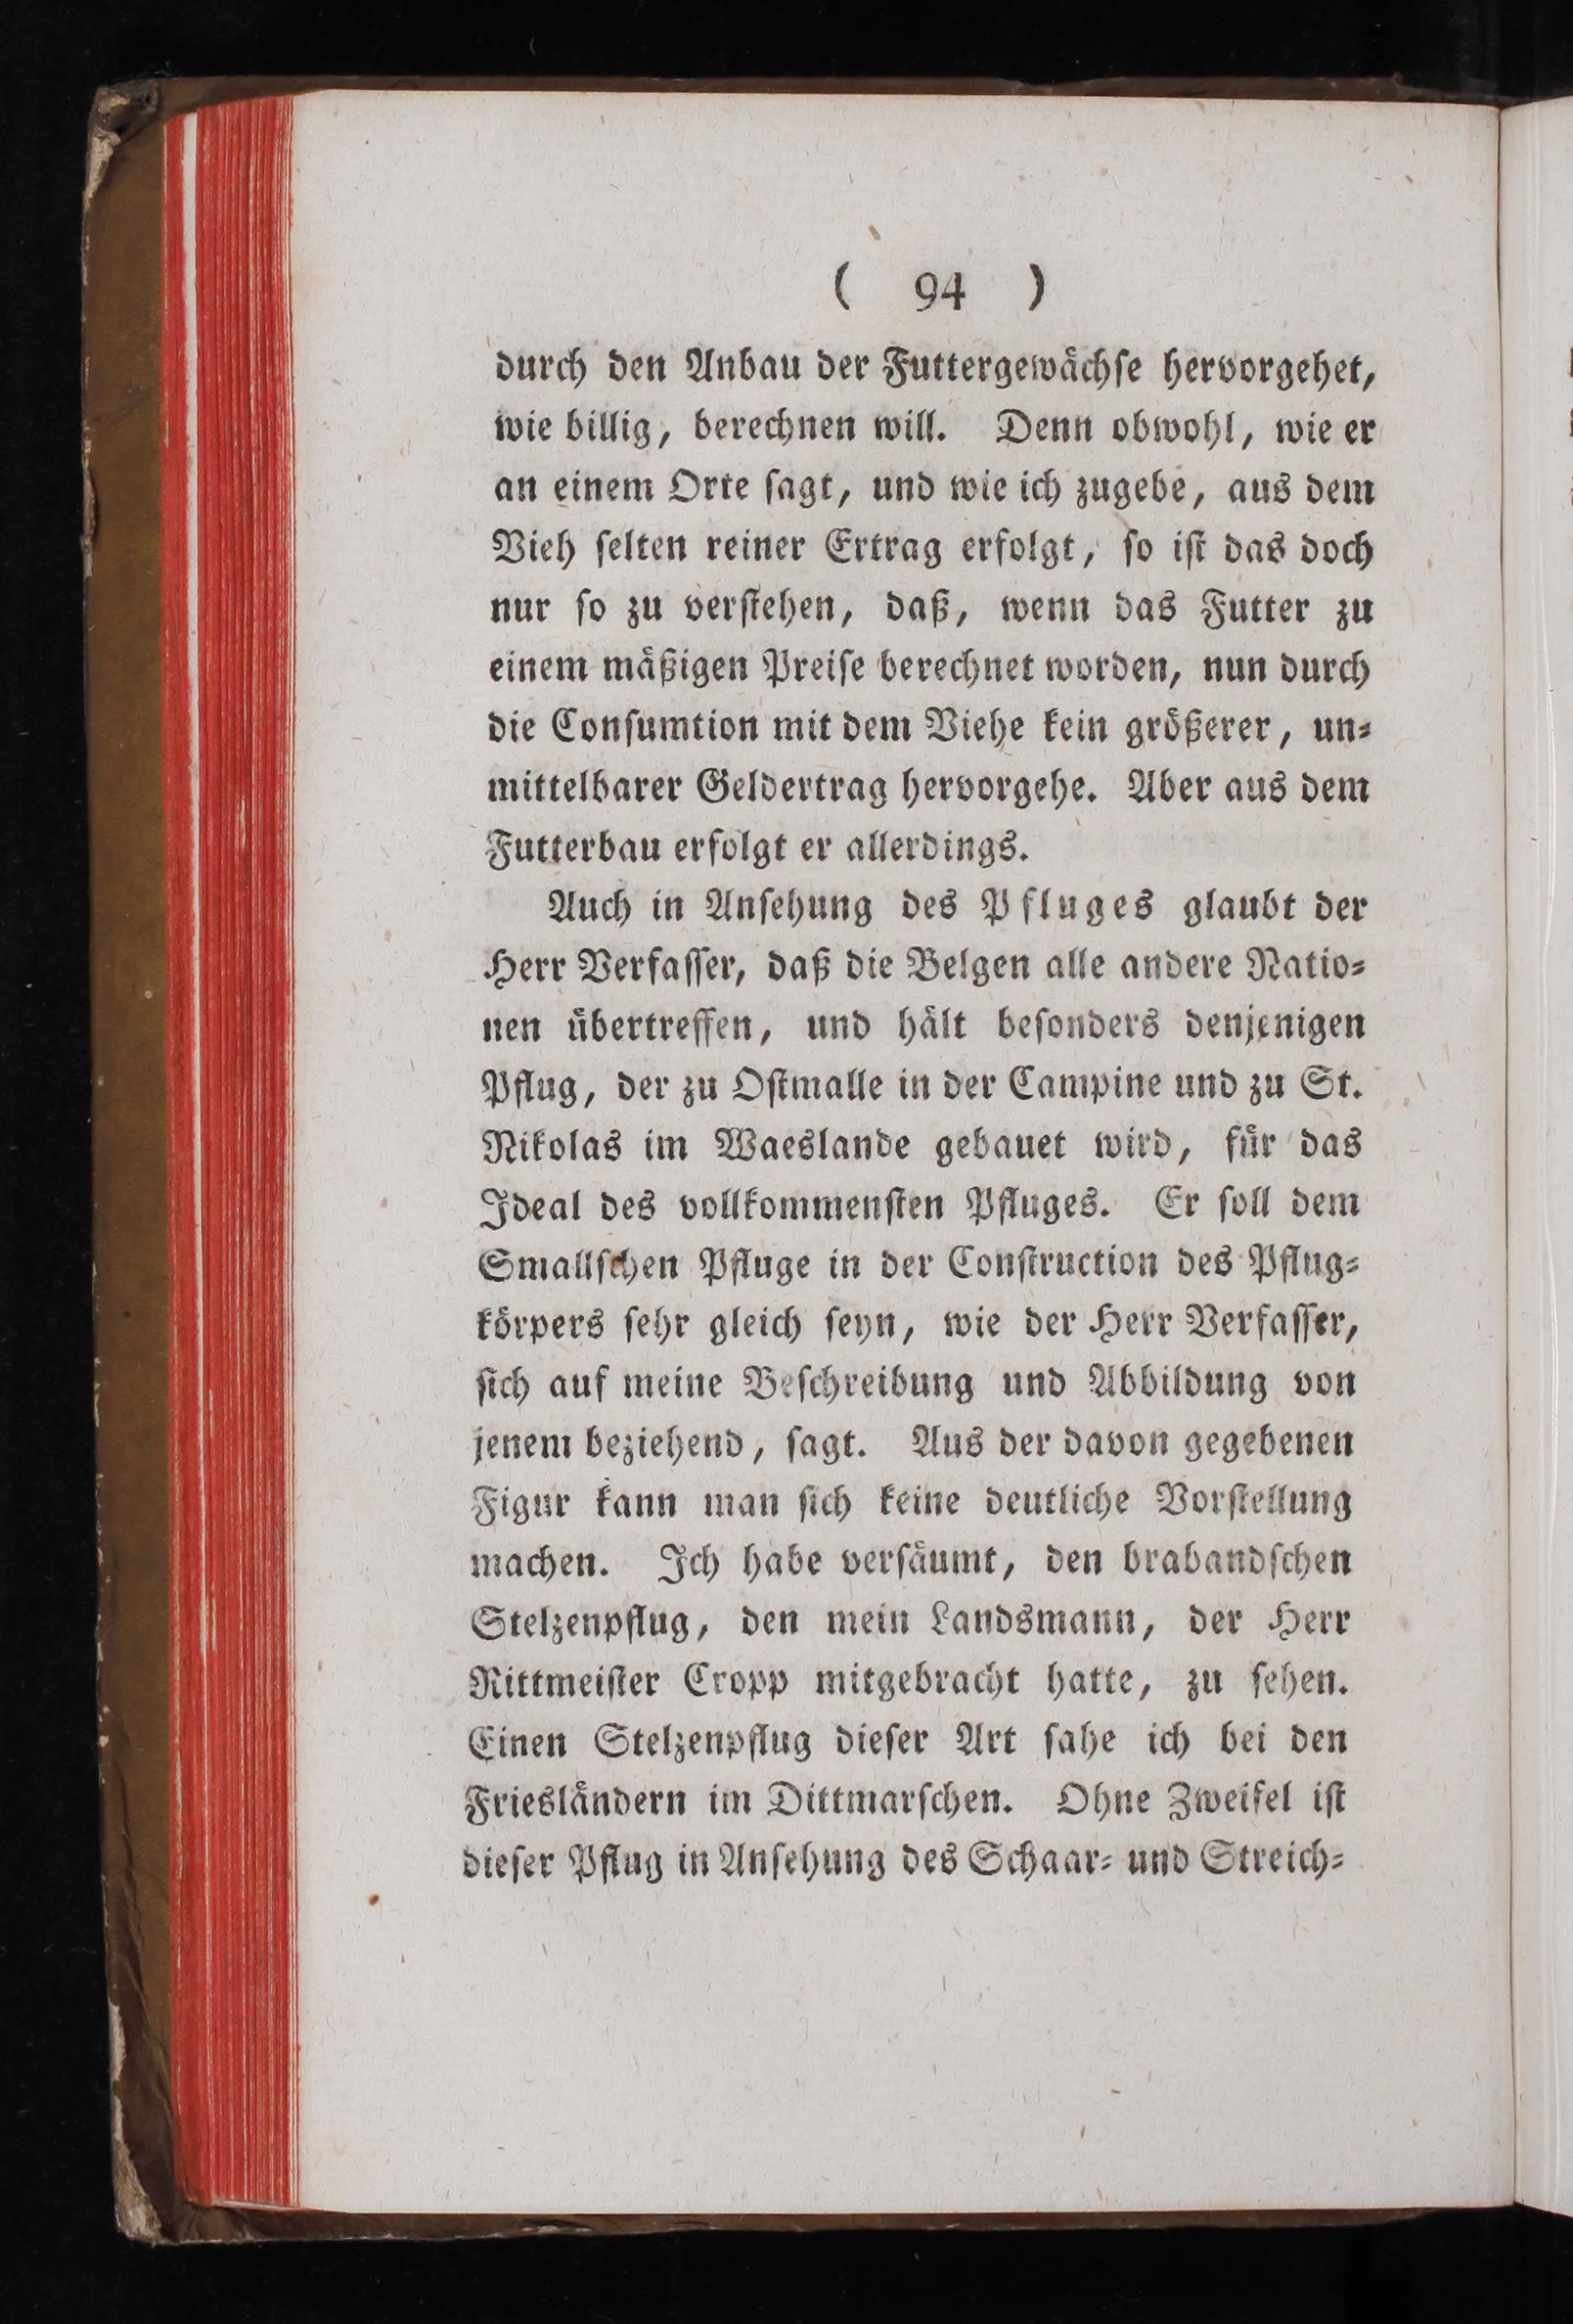 ( 94 )
durch den Anbau der Futtergewächſe hervorgehet,
wie billig, berechnen will. Denn obwohl, wie er
an einem Orte ſagt, und wie ich zugebe, aus dem
Vieh ſelten reiner Ertrag erfolgt, ſo iſt das doch
nur ſo zu verſtehen, daß, wenn das Futter zu
einem mäßigen Preiſe berechnet worden, nun durch
die Conſumtion mit dem Viehe kein größerer, un⸗
mittelbarer Geldertrag hervorgehe. Aber aus dem
Futterbau erfolgt er allerdings.
Auch in Anſehung des Pfluges glaubt der
Herr Verfaſſer, daß die Belgen alle andere Natio⸗
nen übertreffen, und hält beſonders denjenigen
Pflug, der zu Oſtmalle in der Campine und zu St.
Nikolas im Waeslande gebauet wird, für das
Ideal des vollkommenſten Pfluges. Er ſoll dem
Smallſchen Pfluge in der Conſtruction des Pflug⸗
körpers ſehr gleich ſeyn, wie der Herr Verfaſſer,
ſich auf meine Beſchreibung und Abbildung von
jenem beziehend, ſagt. Aus der davon gegebenen
Figur kann man ſich keine deutliche Vorſtellung
machen. Ich habe verſäumt, den brabandſchen
Stelzenpflug, den mein Landsmann, der Herr
Rittmeiſter Cropp mitgebracht hatte, zu ſehen.
Einen Stelzenpflug dieſer Art ſahe ich bei den
Friesländern im Dittmarſchen. Ohne Zweifel iſt
dieſer Pflug in Anſehung des Schaar⸗ und Streich⸗